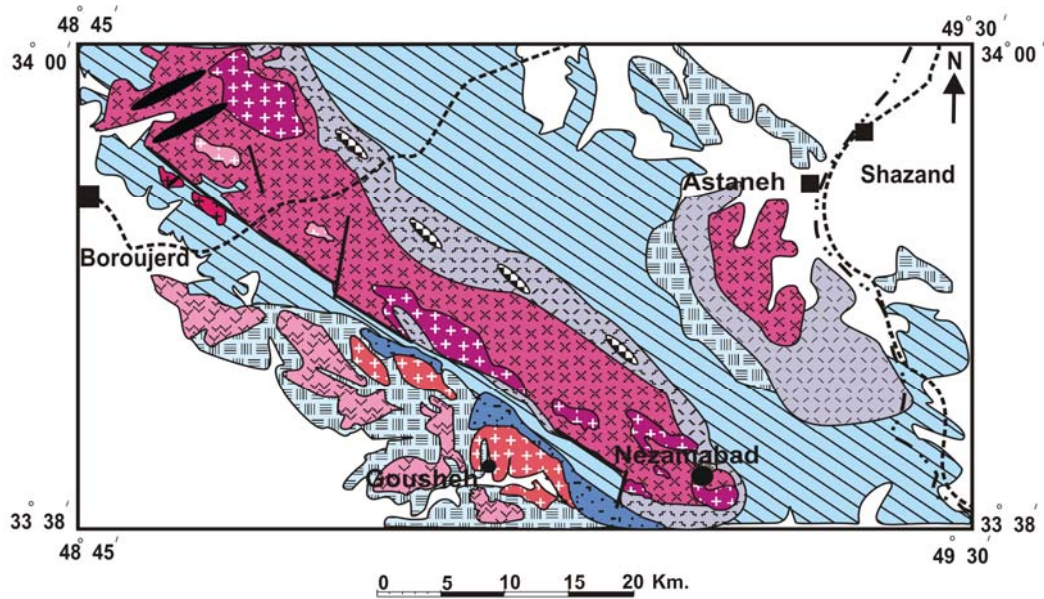 48° 45'
49° 30'
34° 00'
34° 00'
N
Shazand
Astaneh
Boroujerd
Nezamabad
Gousheh
33° 38'
33° 38'
48° 45'
49° 30'
0 5 10 15 20 Km.